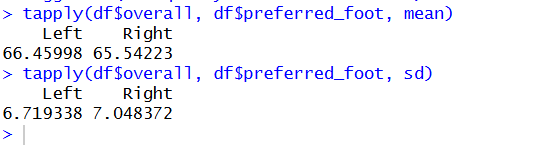 > tapply(df$overall, df$preferred_foot, mean)
    Left    Right
66.45998 65.54223
> tapply(df$overall, df$preferred_foot, sd)
    Left    Right
6.719338 7.048372
>